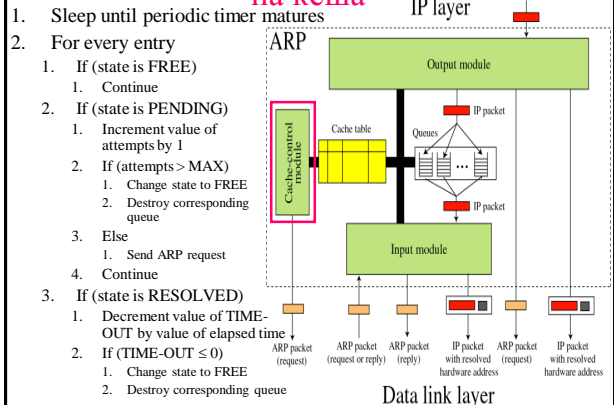 na keша
1. Sleep until periodic timer matures
2. For every entry
1. If (state is FREE)
1. Continue
2. If (state is PENDING)
1. Increment value of
attempts by 1
2. If (attempts > MAX)
1. Change state to FREE
2. Destroy corresponding
queue
3. Else
1. Send ARP request
4. Continue
3. If (state is RESOLVED)
1. Decrement value of TIME-
OUT by value of elapsed time
2. If (TIME-OUT ≤ 0)
1. Change state to FREE
2. Destroy corresponding queue
IP layer
ARP
Output module
IP packet
Cache table
Queues
Cache-control
module
...
IP packet
Input module
ARP packet
(request)
ARP packet
(request or reply)
ARP packet
(reply)
IP packet
with resolved
hardware address
ARP packet
(request)
IP packet
with resolved
hardware address
Data link layer